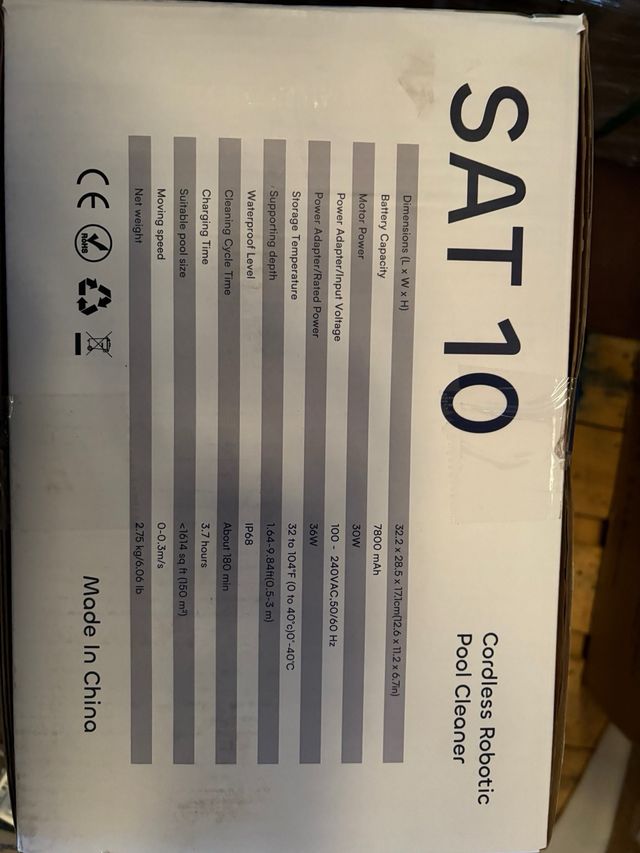 SAT 10
Cordless Robotic
Pool Cleaner
Dimensions (L x W x H) 32.2 x 28.5 x 17.1cm(12.6 x 11.2 x 6.7in)
Battery Capacity 7800 mAh
Motor Power 30W
Power Adapter/Input Voltage 100 - 240VAC,50/60 Hz
Power Adapter/Rated Power 36W
Storage Temperature 32 to 104°F (0 to 40°c)0°-40°C
Supporting depth 1.64-9.84ft(0.5-3 m)
Waterproof Level IP68
Cleaning Cycle Time About 180 min
Charging Time 3.7 hours
Suitable pool size <1614 sq ft (150 m²)
Moving speed 0-0.3m/s
Net weight 2.75 kg/6.06 lb
CE RoHS
Made In China